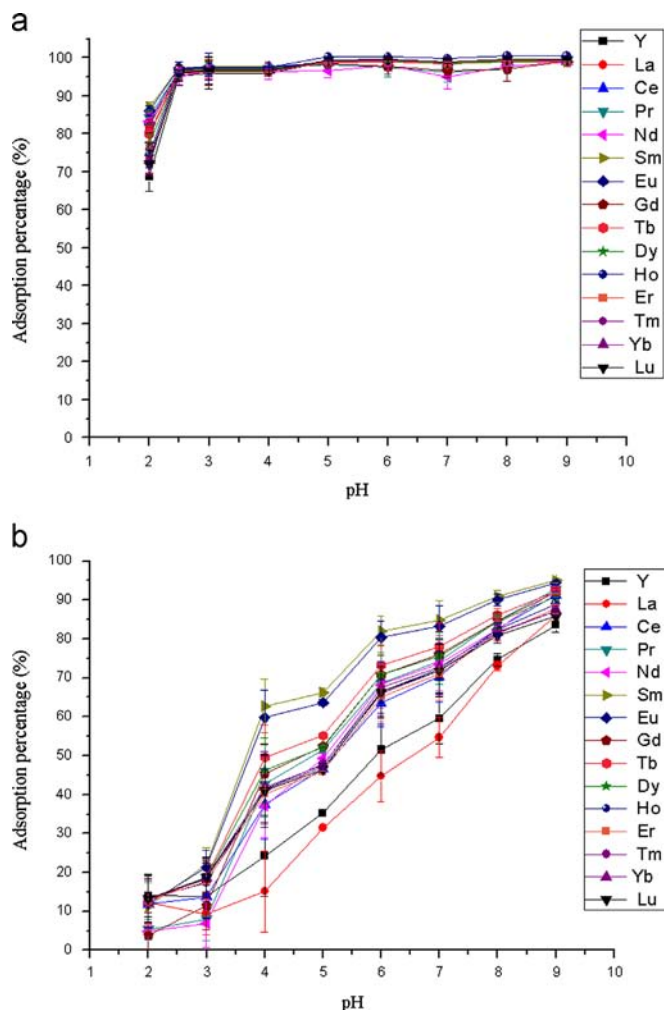 a
100
90
80
70
60
50
40
30
20
10
0
Adsorption percentage (%)
1 2 3 4 5 6 7 8 9 10
pH
Y
La
Ce
Pr
Nd
Sm
Eu
Gd
Tb
Dy
Ho
Er
Tm
Yb
Lu
b
100
90
80
70
60
50
40
30
20
10
0
Adsorption percentage (%)
1 2 3 4 5 6 7 8 9 10
pH
Y
La
Ce
Pr
Nd
Sm
Eu
Gd
Tb
Dy
Ho
Er
Tm
Yb
Lu